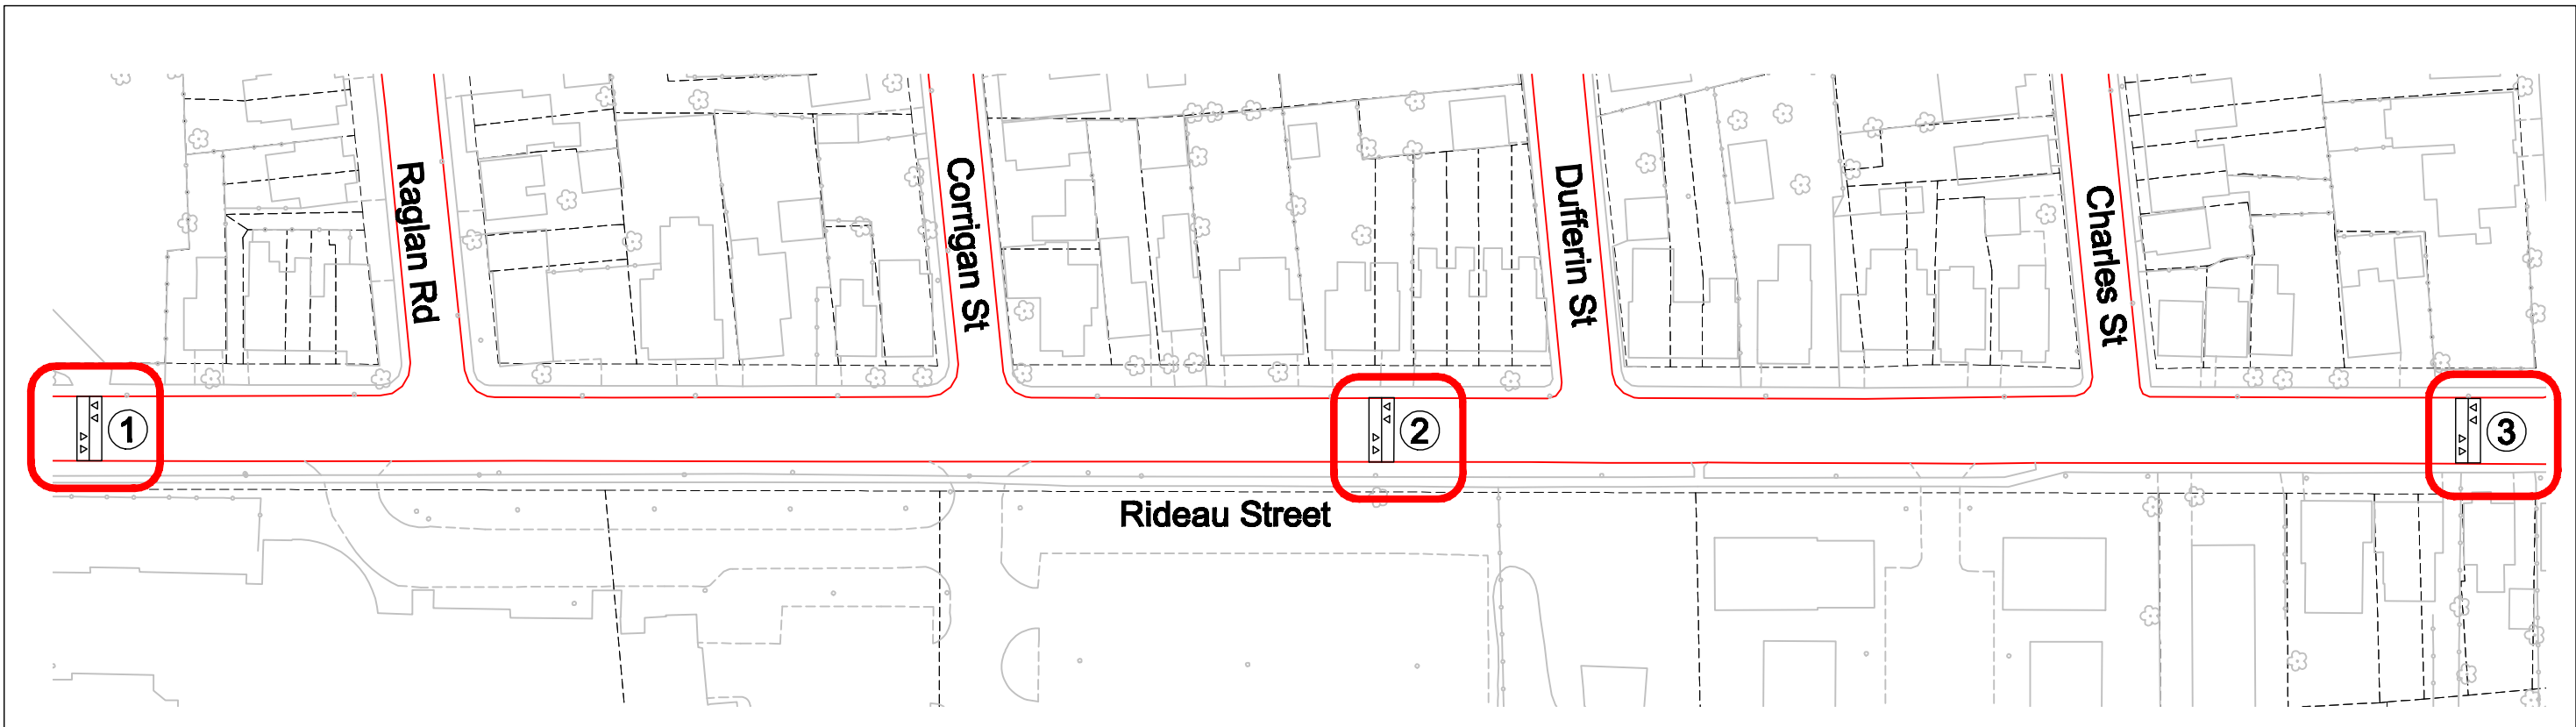 Raglan Rd
Corrigan St
Dufferin St
Charles St
1
2
3
Rideau Street